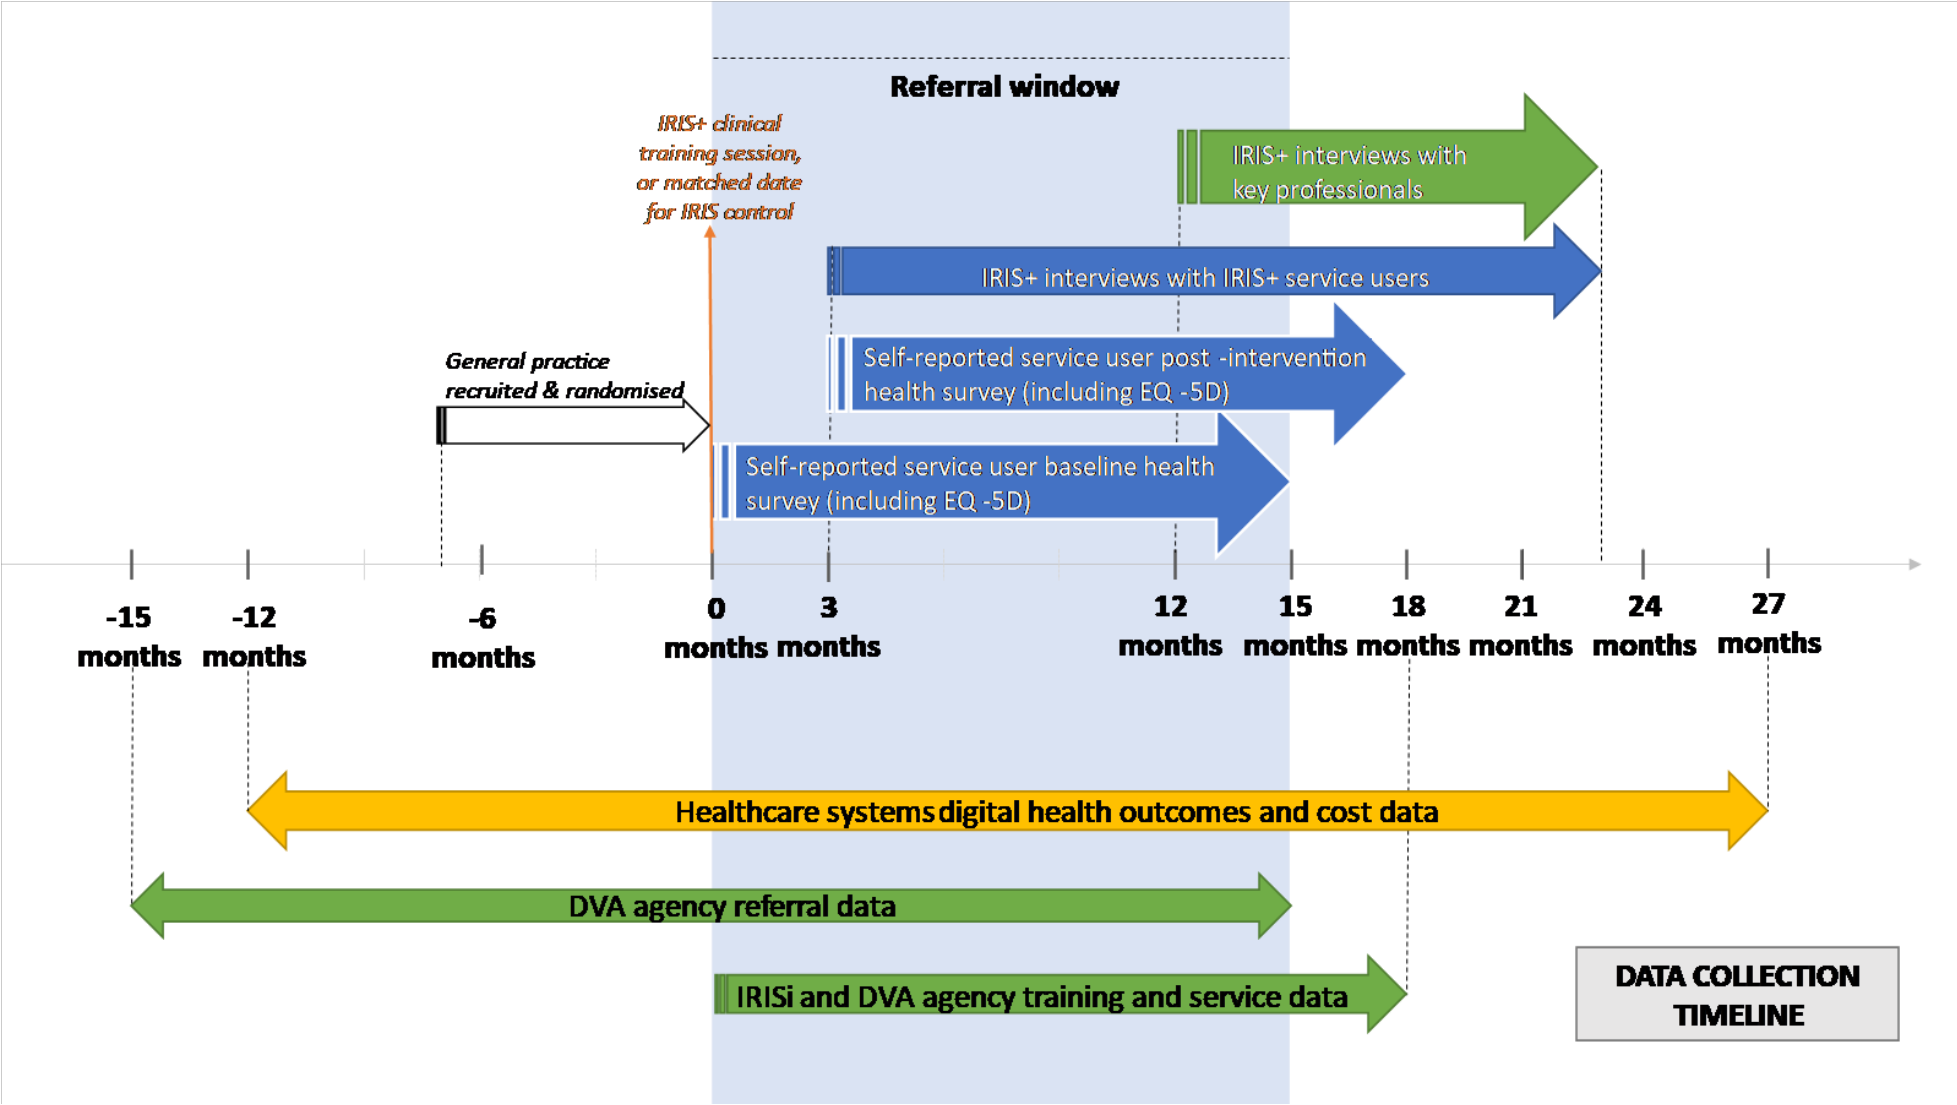 Referral window
IRIS+ clinical
training session,
or matched date
for IRIS control
IRIS+ interviews with
key professionals
IRIS+ interviews with IRIS+ service users
General practice
recruited & randomised
Self-reported service user post -intervention
health survey (including EQ -5D)
Self-reported service user baseline health
survey (including EQ -5D)
-15
months
-12
months
-6
months
0
months
3
months
12
months
15
months
18
months
21
months
24
months
27
months
Healthcare systems digital health outcomes and cost data
DVA agency referral data
IRISi and DVA agency training and service data
DATA COLLECTION
TIMELINE